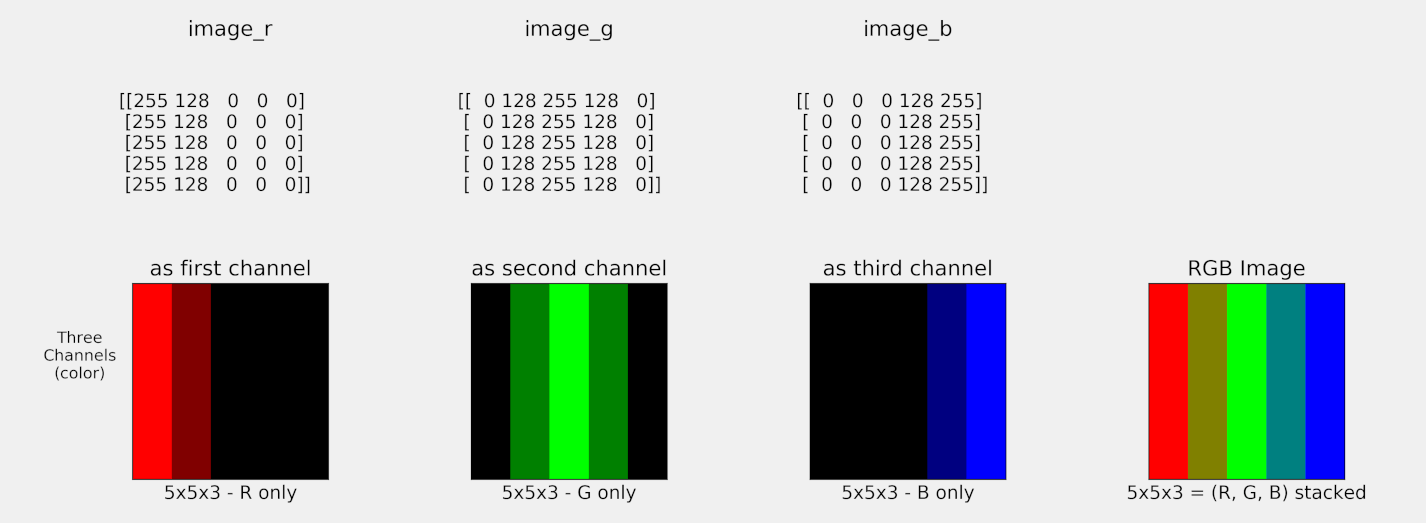 image_r
image_g
image_b
[[255 128 0 0 0]
[255 128 0 0 0]
[255 128 0 0 0]
[255 128 0 0 0]
[255 128 0 0 0]]
[[ 0 128 255 128 0]
[ 0 128 255 128 0]
[ 0 128 255 128 0]
[ 0 128 255 128 0]
[ 0 128 255 128 0]]
[[ 0 0 0 128 255]
[ 0 0 0 128 255]
[ 0 0 0 128 255]
[ 0 0 0 128 255]
[ 0 0 0 128 255]]
as first channel
as second channel
as third channel
RGB Image
Three
Channels
(color)
5x5x3 - R only
5x5x3 - G only
5x5x3 - B only
5x5x3 = (R, G, B) stacked